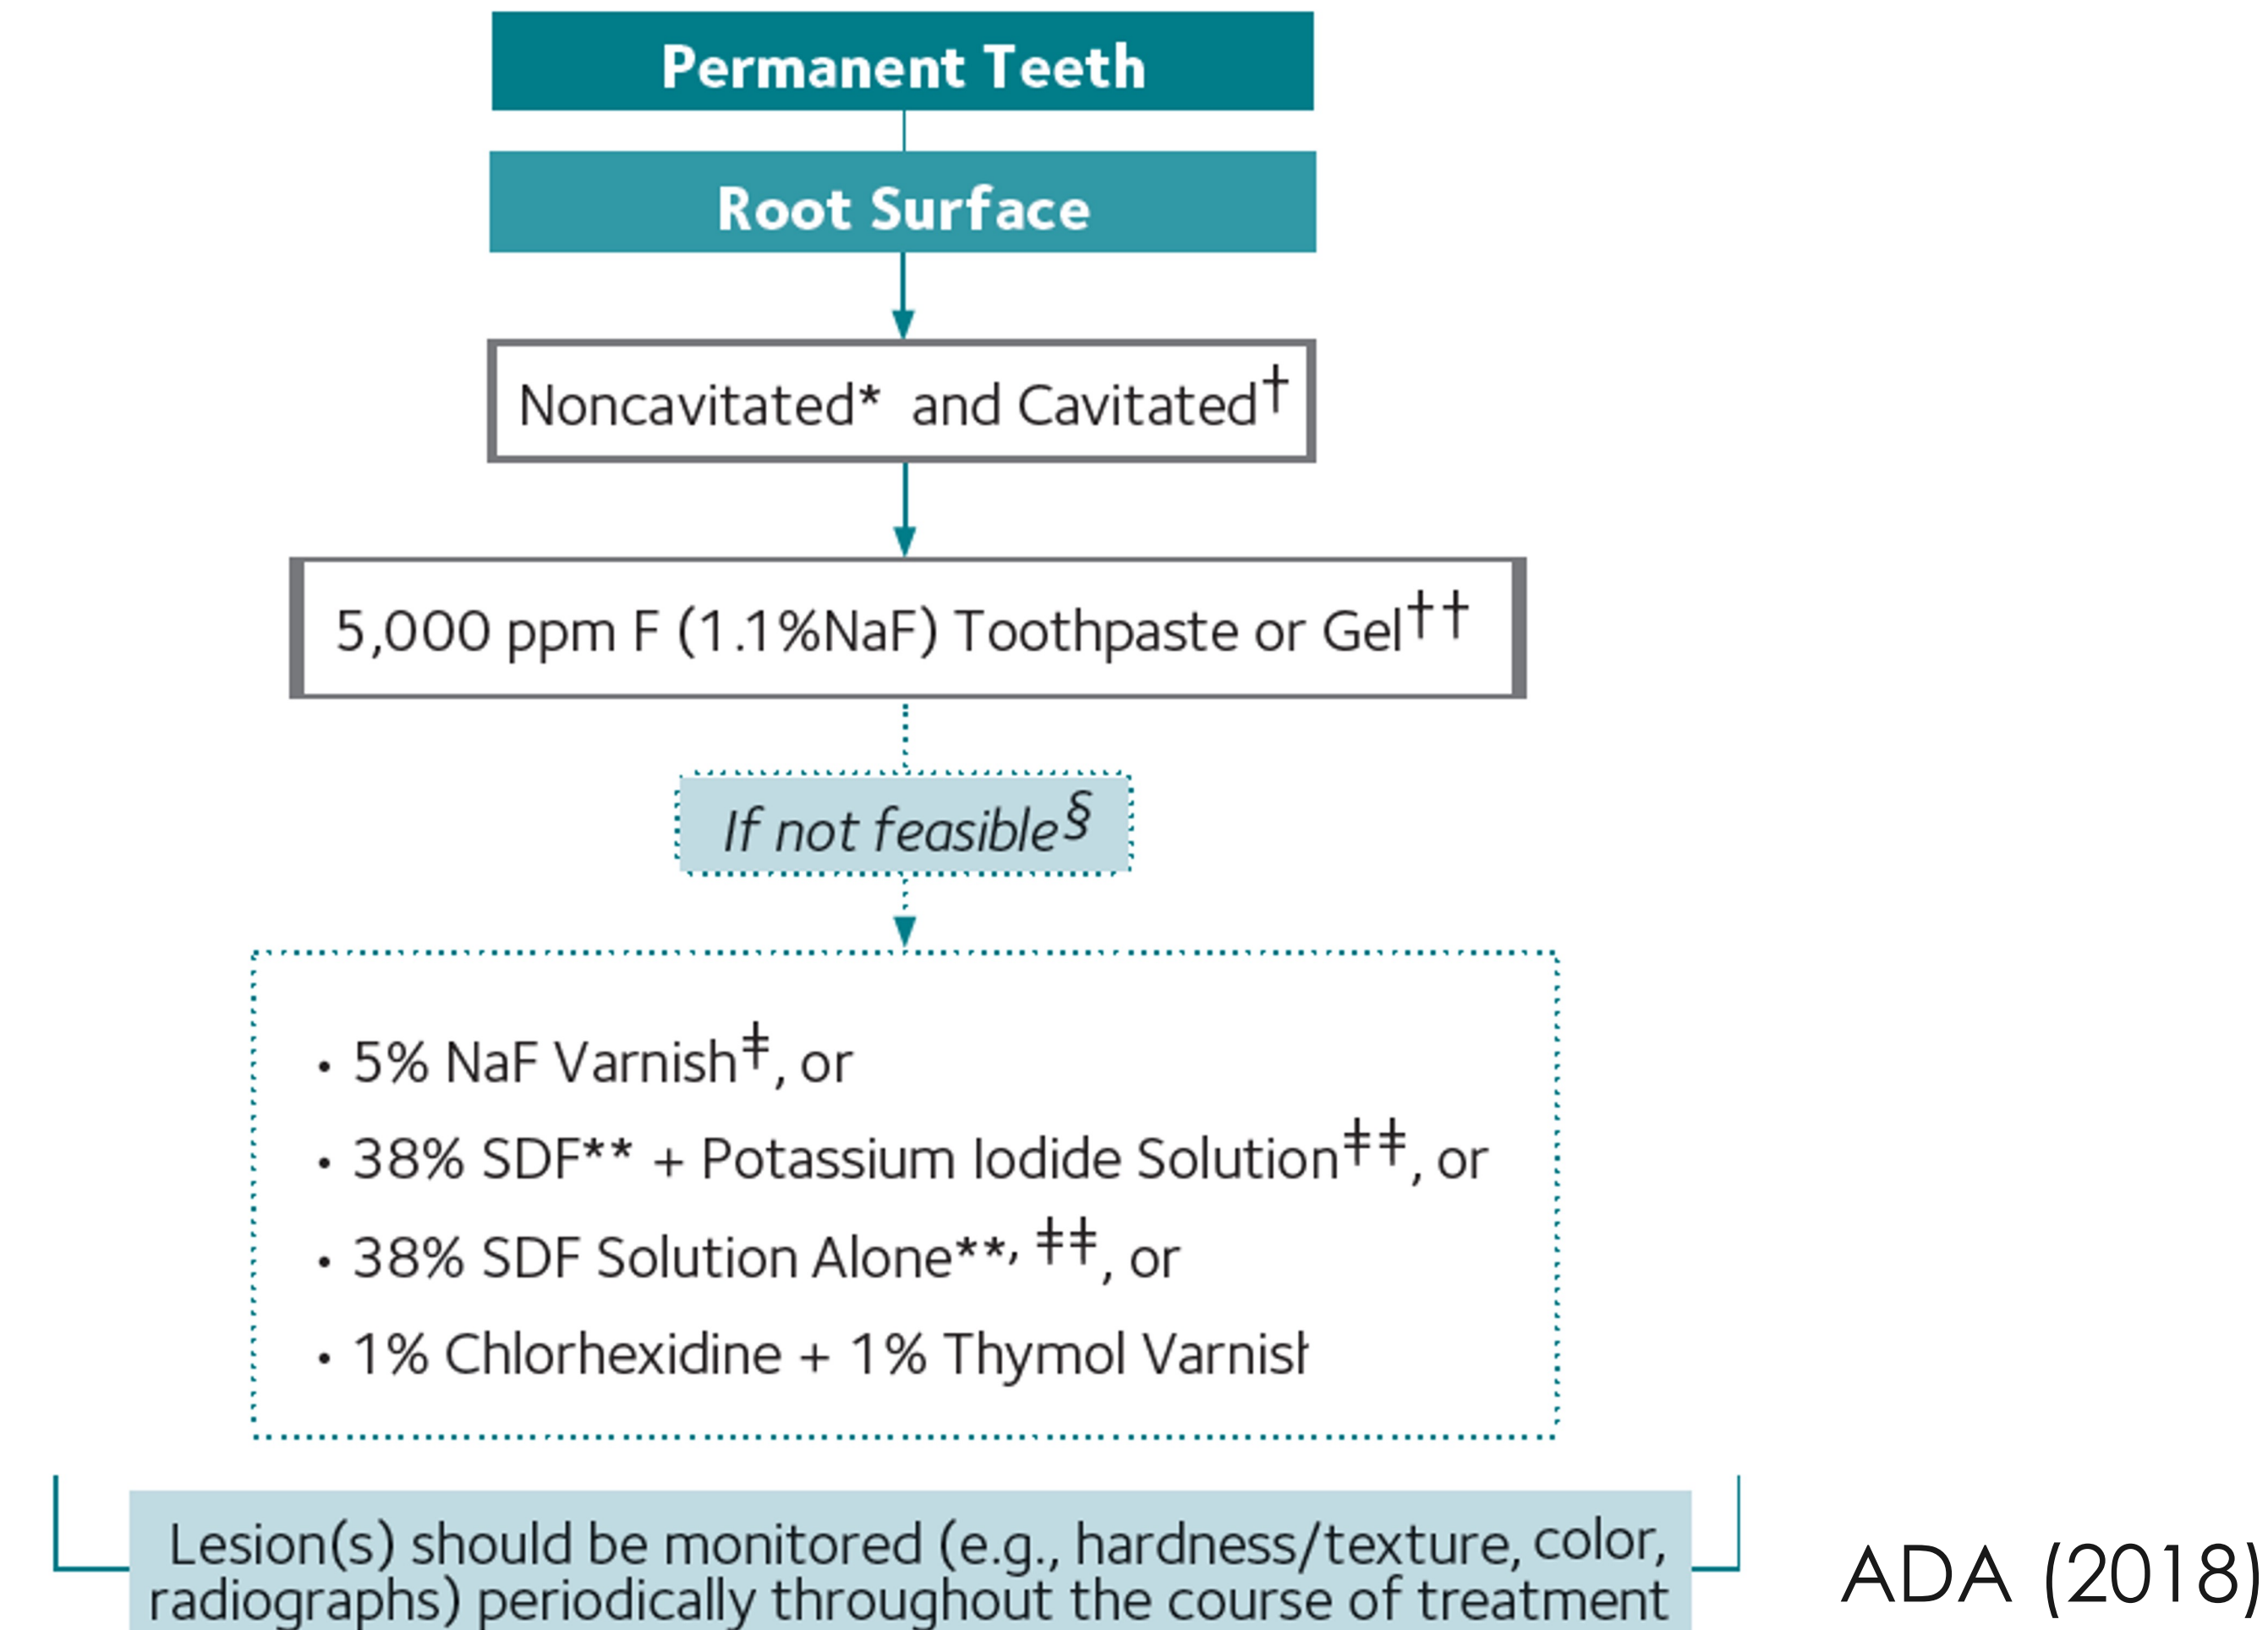 Permanent Teeth
Root Surface
Noncavitated* and Cavitated†
5,000 ppm F (1.1%NaF) Toothpaste or Gel††
If not feasible§
• 5% NaF Varnish‡, or
• 38% SDF** + Potassium Iodide Solution‡‡, or
• 38% SDF Solution Alone**, ‡‡, or
• 1% Chlorhexidine + 1% Thymol Varnish
Lesion(s) should be monitored (e.g., hardness/texture, color,
radiographs) periodically throughout the course of treatment
ADA (2018)